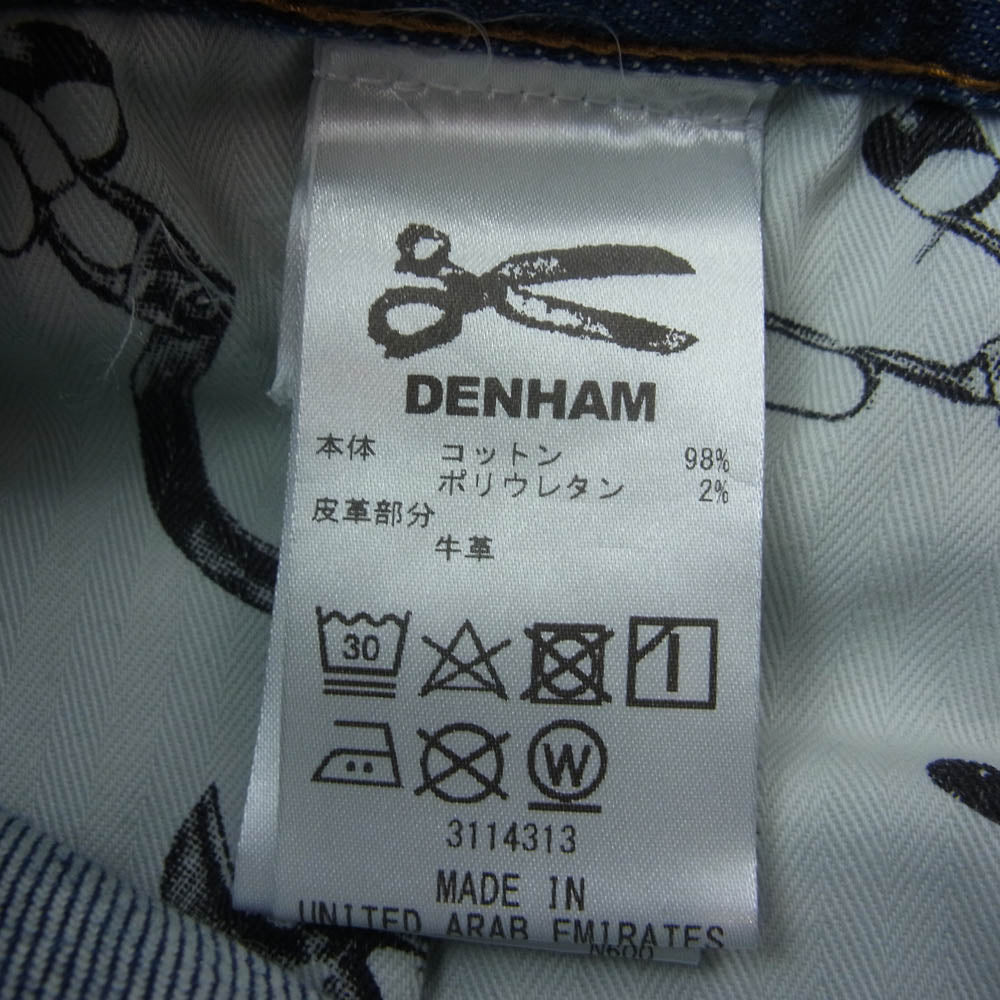 DENHAM
本体 コットン 98%
ポリウレタン 2%
皮革部分
牛革
30
W
3114313
MADE IN
UNITED ARAB EMIRATES
N600